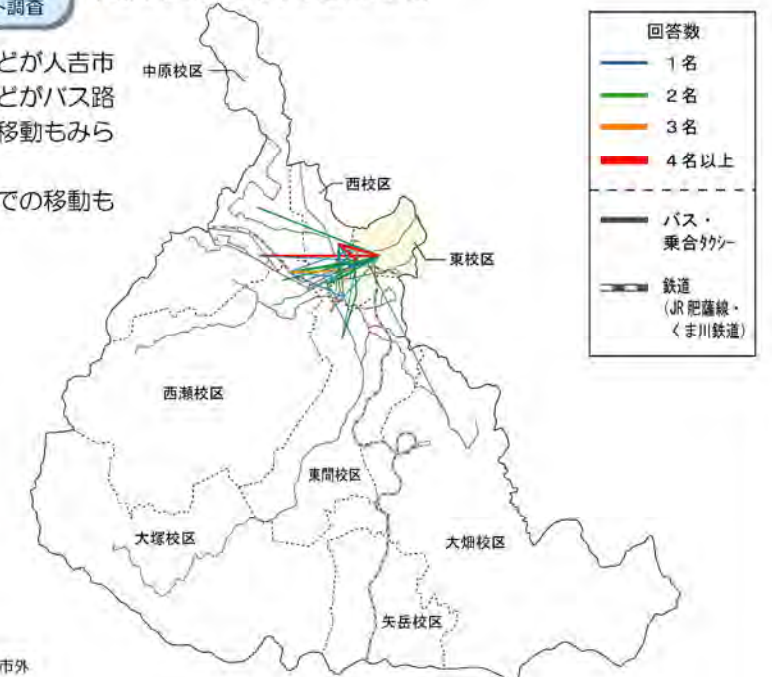 ト調査
どが人吉市
どがバス路
移動もみら
での移動も
中原校区
西校区
東校区
西瀬校区
東間校区
大塚校区
大畑校区
矢岳校区
市外
回答数
1名
2名
3名
4名以上
バス・
乗合タクシー
鉄道
(JR肥薩線・
くま川鉄道)